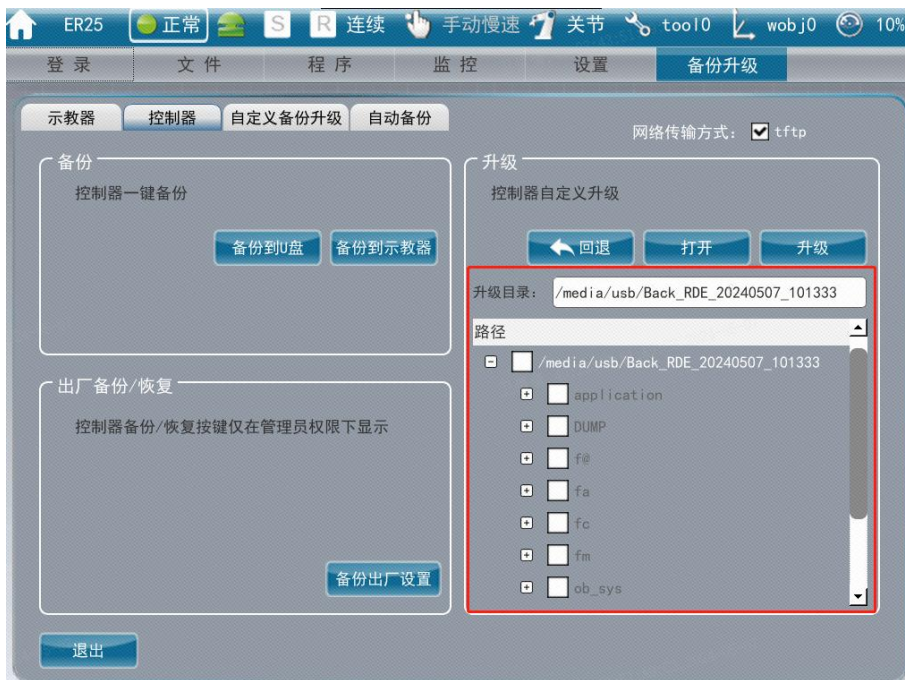 ER25 正常 S R 连续 手动慢速 关节 tool0 wobj0 10%
登录 文件 程序 监控 设置 备份升级
示教器 控制器 自定义备份升级 自动备份
网络传输方式： tftp
备份
控制器一键备份
备份到U盘 备份到示教器
出厂备份/恢复
控制器备份/恢复按键仅在管理员权限下显示
备份出厂设置
升级
控制器自定义升级
回退 打开 升级
升级目录： /media/usb/Back_RDE_20240507_101333
路径
/media/usb/Back_RDE_20240507_101333
application
DUMP
f@
fa
fc
fm
ob_sys
退出